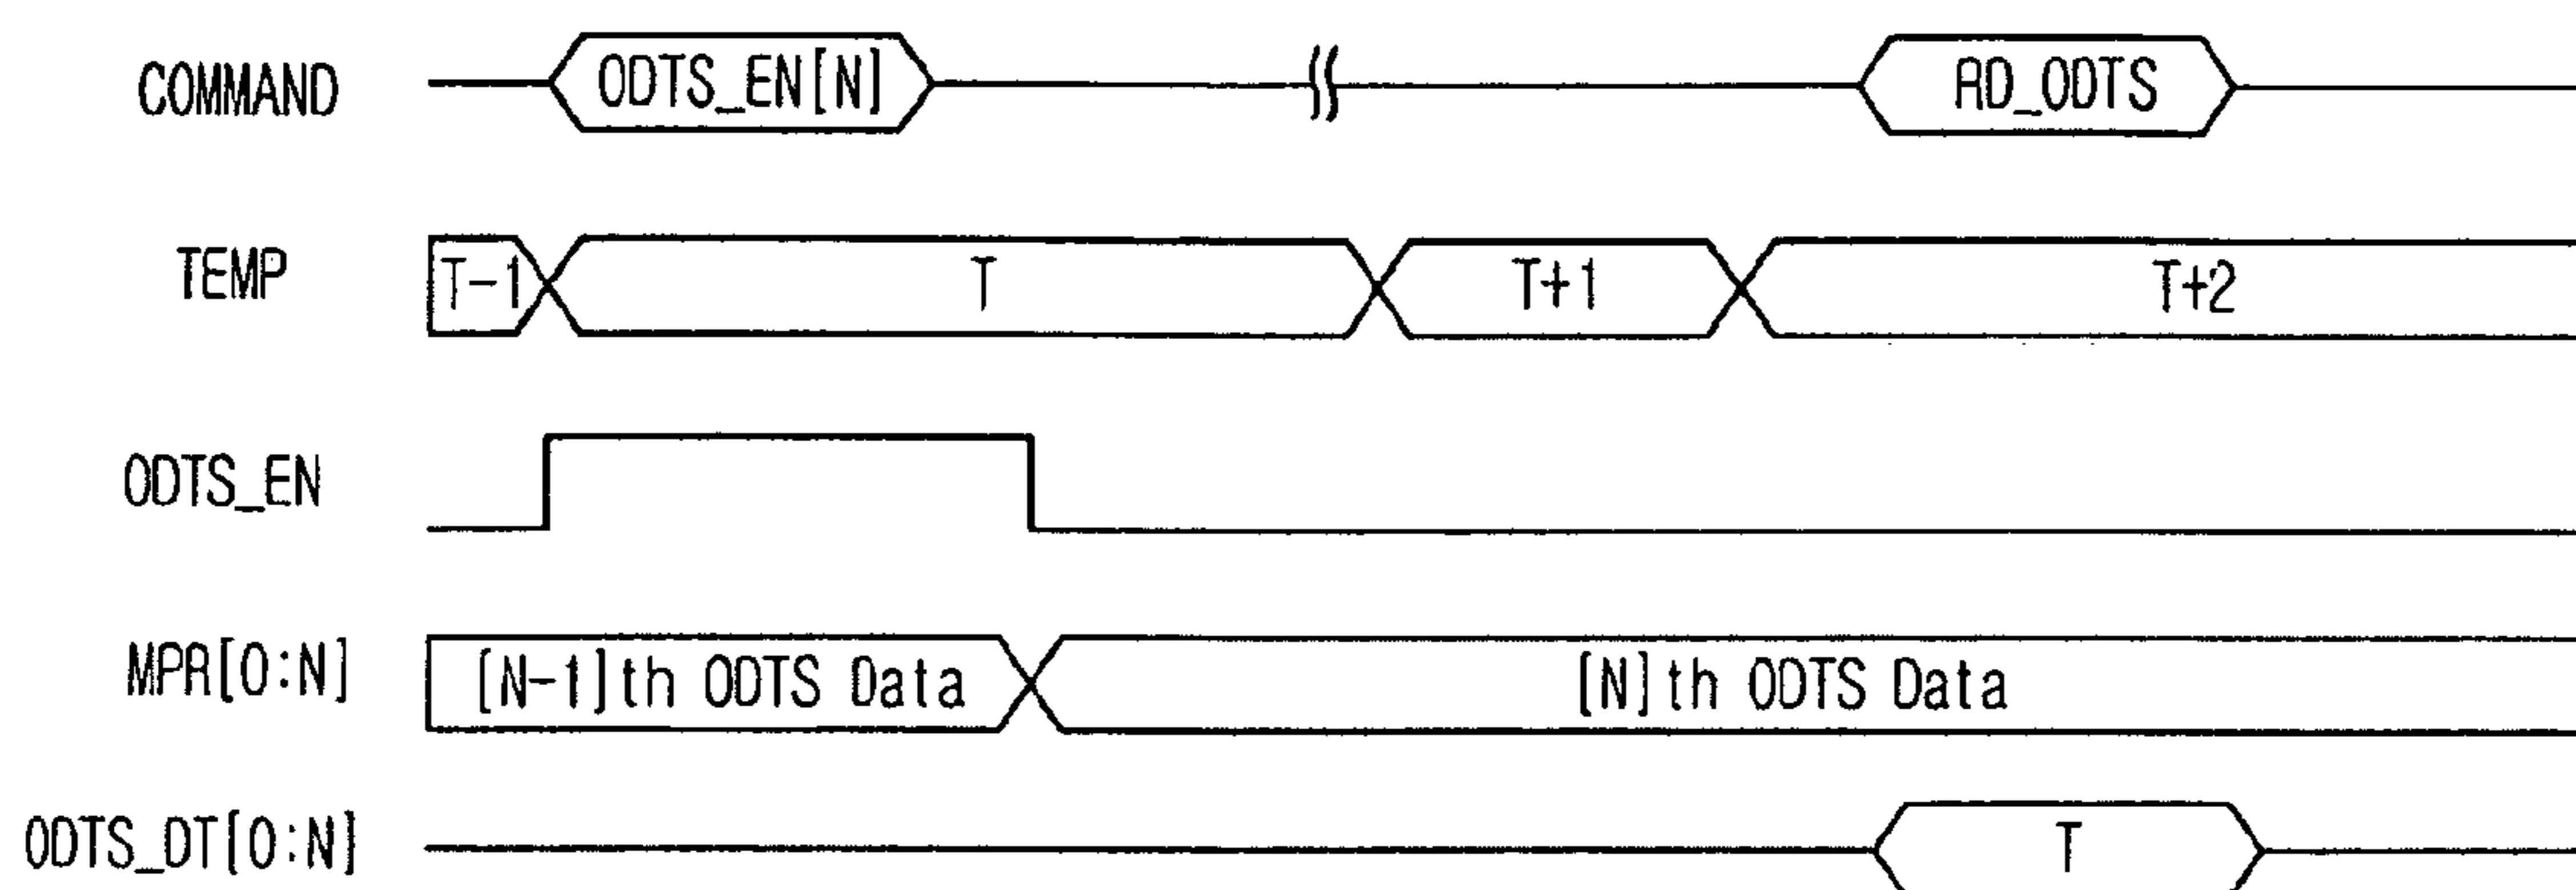 COMMAND ODTS_EN[N] RD_ODTS
TEMP T-1 T T+1 T+2
ODTS_EN
MPR[0:N] [N-1]th ODTS Data [N]th ODTS Data
ODTS_DT[0:N] T